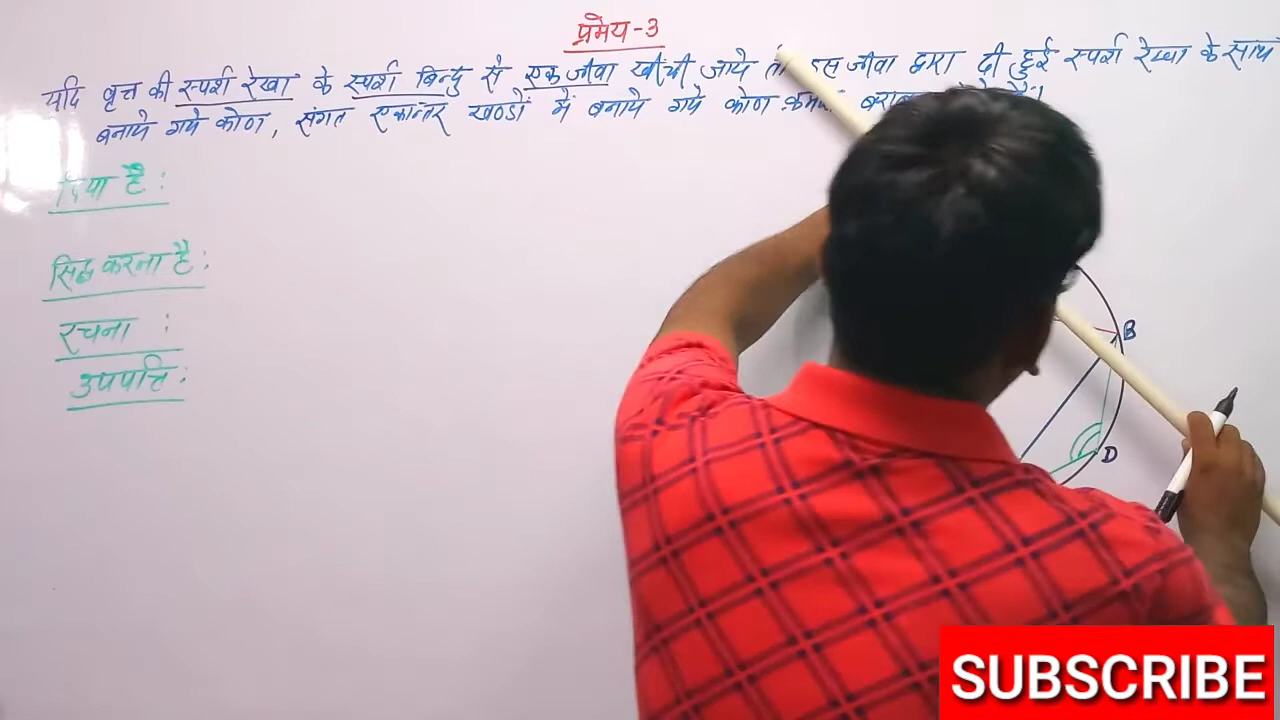 प्रमेय-3
यदि वृत्त की स्पर्श रेखा के स्पर्श बिन्दु से एक जीवा खींची जाये जीवा द्वारा दी हुई स्पर्श रेखा के साथ
बनाये गये कोण, संगत एकान्तर खण्डों में बनाये गये कोण
दिया है :
सिद्ध करना है :
रचना :
उपपत्ति :
B
D
SUBSCRIBE